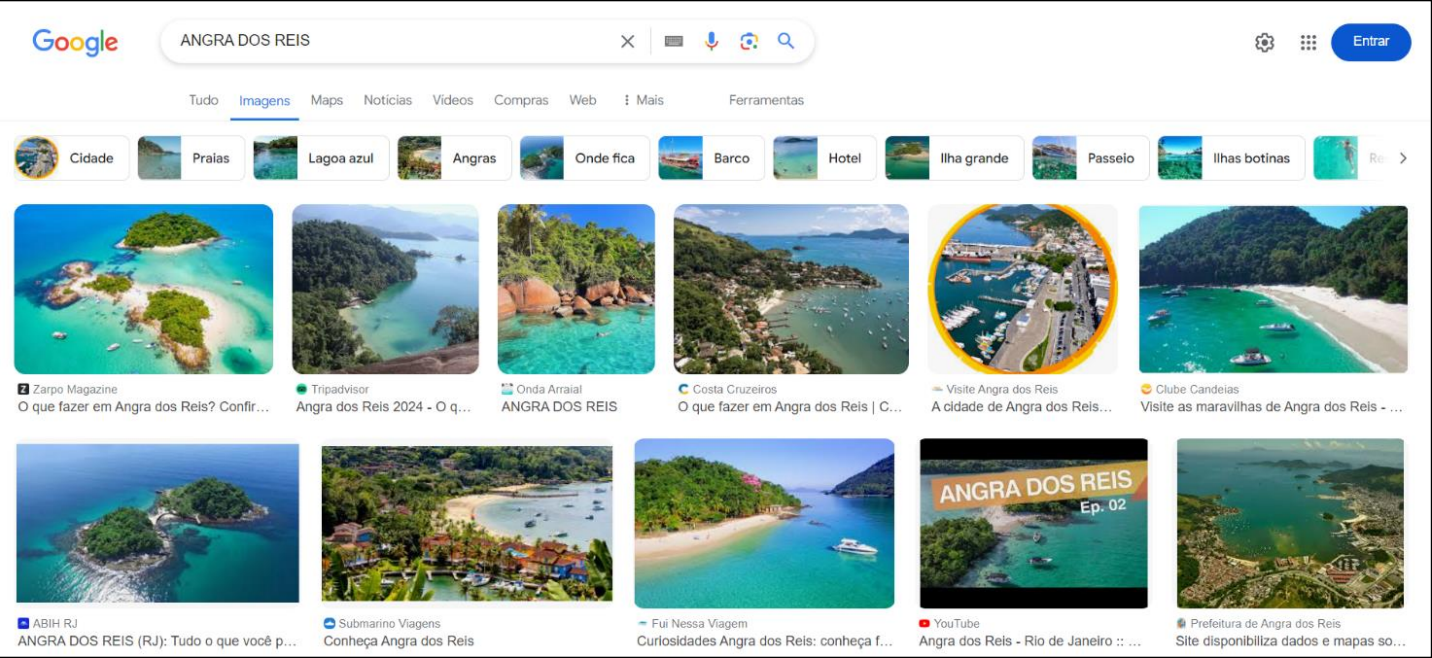 Google
ANGRA DOS REIS
Entrar
Tudo Imagens Maps Notícias Vídeos Compras Web Mais Ferramentas
Cidade Praias Lagoa azul Angras Onde fica Barco Hotel Ilha grande Passeio Ilhas botinas
Zarpo Magazine
O que fazer em Angra dos Reis? Confir...
Tripadvisor
Angra dos Reis 2024 - O q...
Onda Arraial
ANGRA DOS REIS
Costa Cruzeiros
O que fazer em Angra dos Reis | C...
Visite Angra dos Reis
A cidade de Angra dos Reis...
Clube Candeias
Visite as maravilhas de Angra dos Reis - ...
ANGRA DOS REIS
Ep. 02
ABIH RJ
ANGRA DOS REIS (RJ): Tudo o que você p...
Submarino Viagens
Conheça Angra dos Reis
Fui Nessa Viagem
Curiosidades Angra dos Reis: conheça f...
YouTube
Angra dos Reis - Rio de Janeiro :: ...
Prefeitura de Angra dos Reis
Site disponibiliza dados e mapas so...